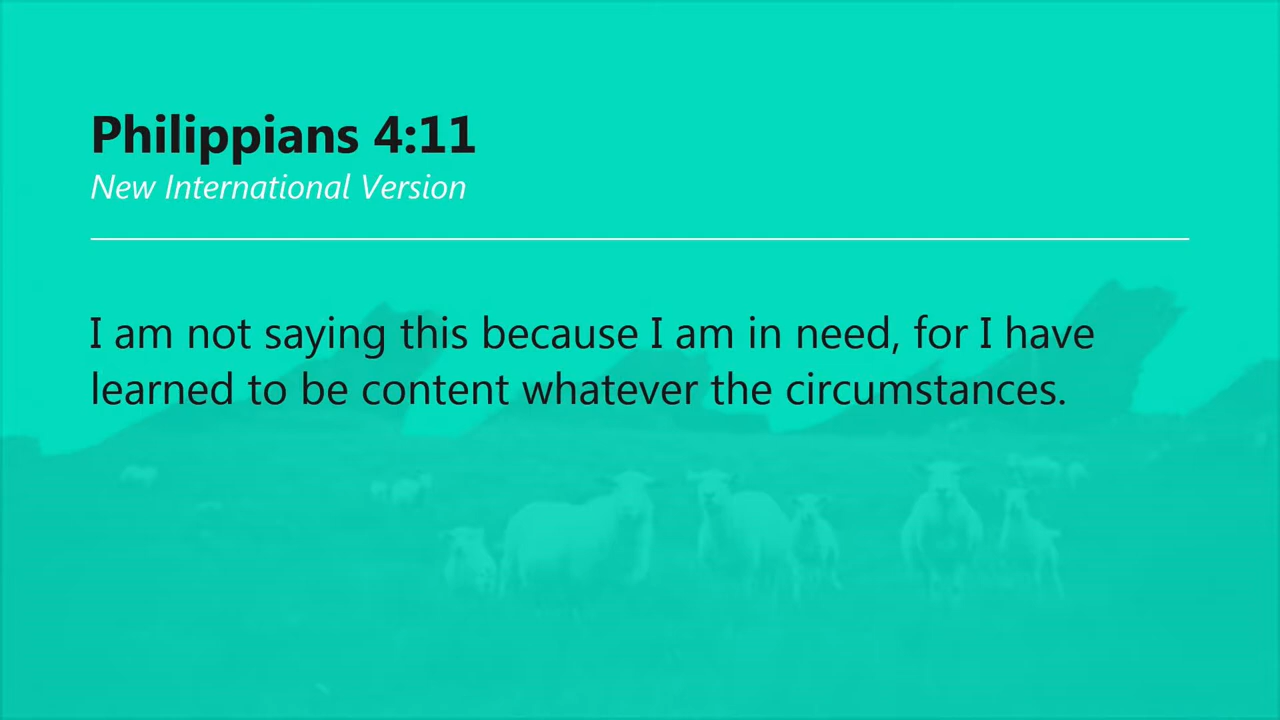 Philippians 4:11
New International Version
I am not saying this because I am in need, for I have
learned to be content whatever the circumstances.